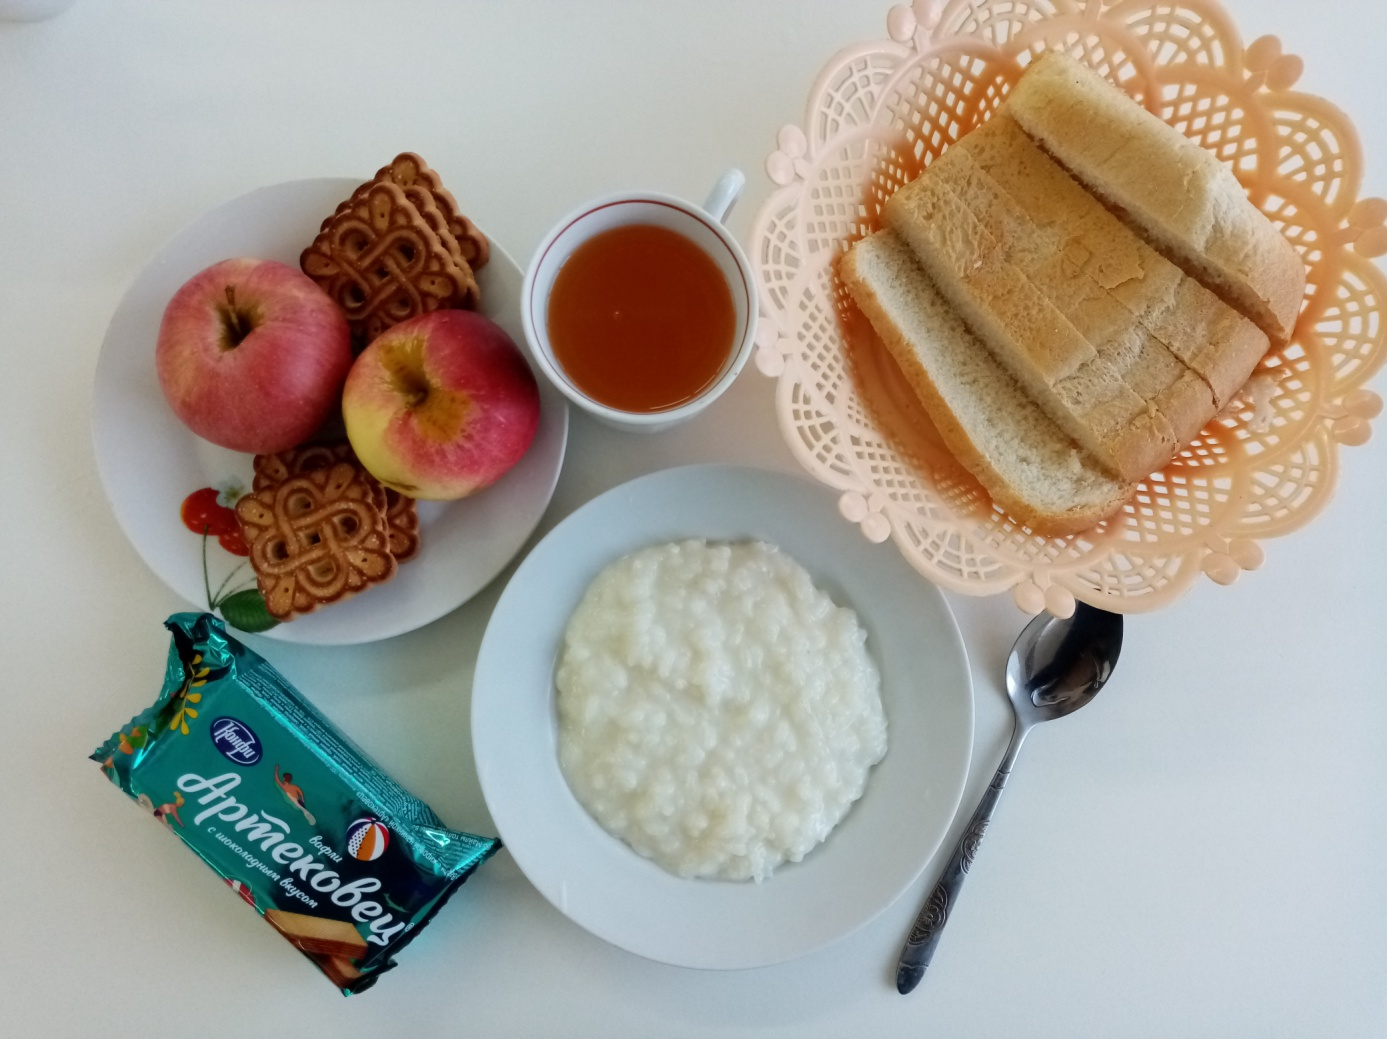 Конфи
Артековец
вафли
с шоколадным вкусом